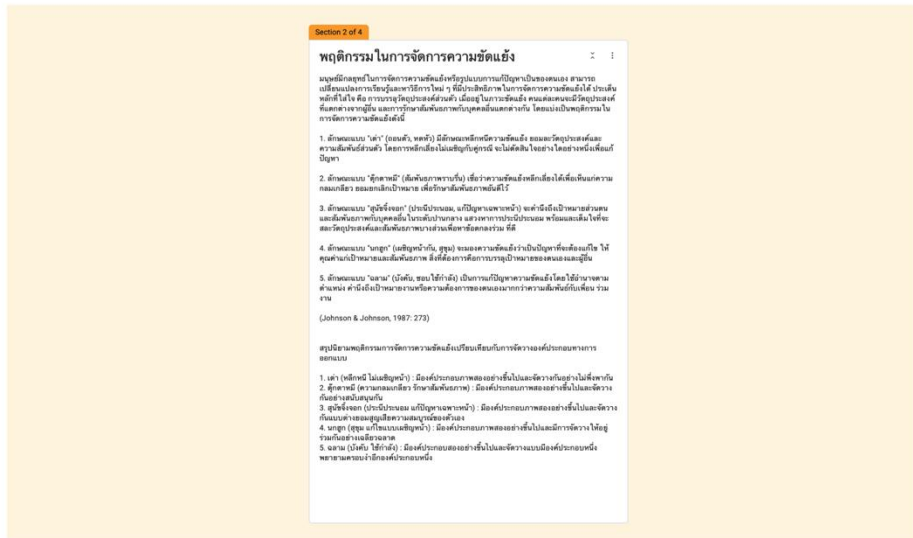 Section 2 of 4
พฤติกรรมในการจัดการความขัดแย้ง
มนุษย์มีกลยุทธ์ในการจัดการความขัดแย้งหรือรูปแบบการแก้ปัญหาเป็นของตนเอง สามารถ
เปลี่ยนแปลงการเรียนรู้และหาวิธีการใหม่ ๆ ที่มีประสิทธิภาพ ในการจัดการความขัดแย้งได้ ประเด็น
หลักที่ใส่ใจ คือ การบรรลุวัตถุประสงค์ส่วนตัว เมื่ออยู่ในภาวะขัดแย้ง คนแต่ละคนจะมีวัตถุประสงค์
ที่แตกต่างจากผู้อื่น และการรักษาสัมพันธภาพกับบุคคลอื่นแตกต่างกัน โดยแบ่งเป็นพฤติกรรมใน
การจัดการความขัดแย้งดังนี้
1. ลักษณะแบบ "เต่า" (ถอนตัว, หดหัว) มีลักษณะหลีกหนีความขัดแย้ง ยอมละวัตถุประสงค์และ
ความสัมพันธ์ส่วนตัว โดยการหลีกเลี่ยงไม่เผชิญกับคู่กรณี จะไม่ตัดสินใจอย่างใดอย่างหนึ่งเพื่อแก้
ปัญหา
2. ลักษณะแบบ "ตุ๊กตาหมี" (สัมพันธภาพราบรื่น) เชื่อว่าความขัดแย้งหลีกเลี่ยงได้เพื่อเห็นแก่ความ
กลมเกลียว ยอมยกเลิกเป้าหมาย เพื่อรักษาสัมพันธภาพอันดีไว้
3. ลักษณะแบบ "สุนัขจิ้งจอก" (ประนีประนอม, แก้ปัญหาเฉพาะหน้า) จะคำนึงถึงเป้าหมายส่วนตน
และสัมพันธภาพกับบุคคลอื่นในระดับปานกลาง แสวงหาการประนีประนอม พร้อมและเต็มใจที่จะ
สละวัตถุประสงค์และสัมพันธภาพบางส่วนเพื่อหาข้อตกลงร่วม ที่ดี
4. ลักษณะแบบ "นกฮูก" (เผชิญหน้ากัน, สุขุม) จะมองความขัดแย้งว่าเป็นปัญหาที่จะต้องแก้ไข ให้
คุณค่าแก่เป้าหมายและสัมพันธภาพ สิ่งที่ต้องการคือการบรรลุเป้าหมายของตนเองและผู้อื่น
5. ลักษณะแบบ "ฉลาม" (บังคับ, ชอบใช้กำลัง) เป็นการแก้ปัญหาความขัดแย้งโดยใช้อำนาจตาม
ตำแหน่ง คำนึงถึงเป้าหมายงานหรือความต้องการของตนเองมากกว่าความสัมพันธ์กับเพื่อน ร่วม
งาน
(Johnson & Johnson, 1987: 273)
สรุปนิยามพฤติกรรมการจัดการความขัดแย้งเปรียบเทียบกับการจัดวางองค์ประกอบทางการ
ออกแบบ
1. เต่า (หลีกหนี ไม่เผชิญหน้า) : มีองค์ประกอบภาพสองอย่างขึ้นไปและจัดวางกันอย่างไม่พึ่งพากัน
2. ตุ๊กตาหมี (ความกลมเกลียว รักษาสัมพันธภาพ) : มีองค์ประกอบภาพสองอย่างขึ้นไปและจัดวาง
กันอย่างสนับสนุนกัน
3. สุนัขจิ้งจอก (ประนีประนอม แก้ปัญหาเฉพาะหน้า) : มีองค์ประกอบภาพสองอย่างขึ้นไปและจัดวาง
กันแบบต่างยอมสูญเสียความสมบูรณ์ของตัวเอง
4. นกฮูก (สุขุม แก้ไขแบบเผชิญหน้า) : มีองค์ประกอบภาพสองอย่างขึ้นไปและมีการจัดวาง ให้อยู่
ร่วมกันอย่างเฉลียวฉลาด
5. ฉลาม (บังคับ ใช้กำลัง) : มีองค์ประกอบสองอย่างขึ้นไปและจัดวางแบบมีองค์ประกอบหนึ่ง
พยายามครอบงำอีกองค์ประกอบหนึ่ง